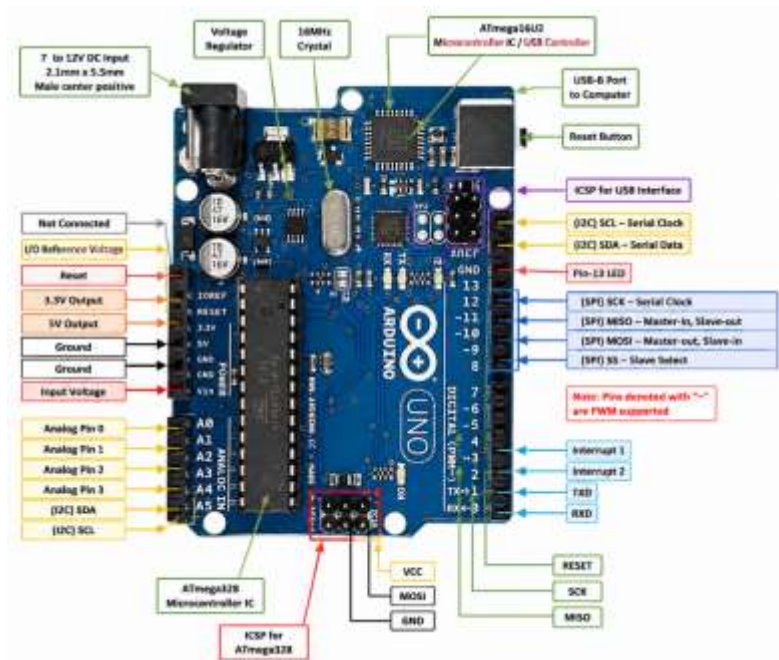 7 to 12V DC Input
2.1mm x 5.5mm
Male center positive
Voltage
Regulator
16MHz
Crystal
ATmega16U2
Microcontroller IC / USB Controller
USB-B Port
to Computer
Reset Button
ICSP for USB Interface
(I2C) SCL – Serial Clock
(I2C) SDA – Serial Data
Pin-13 LED
(SPI) SCK – Serial Clock
(SPI) MISO – Master-in, Slave-out
(SPI) MOSI – Master-out, Slave-in
(SPI) SS – Slave Select
Note: Pins denoted with "~"
are PWM supported
Interrupt 1
Interrupt 2
TXD
RXD
RESET
SCK
MISO
VCC
MOSI
GND
ICSP for
ATmega328
ATmega328
Microcontroller IC
Not Connected
I/O Reference Voltage
Reset
3.3V Output
5V Output
Ground
Ground
Input Voltage
Analog Pin 0
Analog Pin 1
Analog Pin 2
Analog Pin 3
(I2C) SDA
(I2C) SCL
IOREF
RESET
3.3V
5V
GND
GND
VIN
POWER
A0
A1
A2
A3
A4
A5
ANALOG IN
AREF
GND
13
12
~11
~10
~9
8
7
~6
~5
4
~3
2
TX→1
RX←0
DIGITAL (PWM~)
ARDUINO
UNO
TX
RX
ON